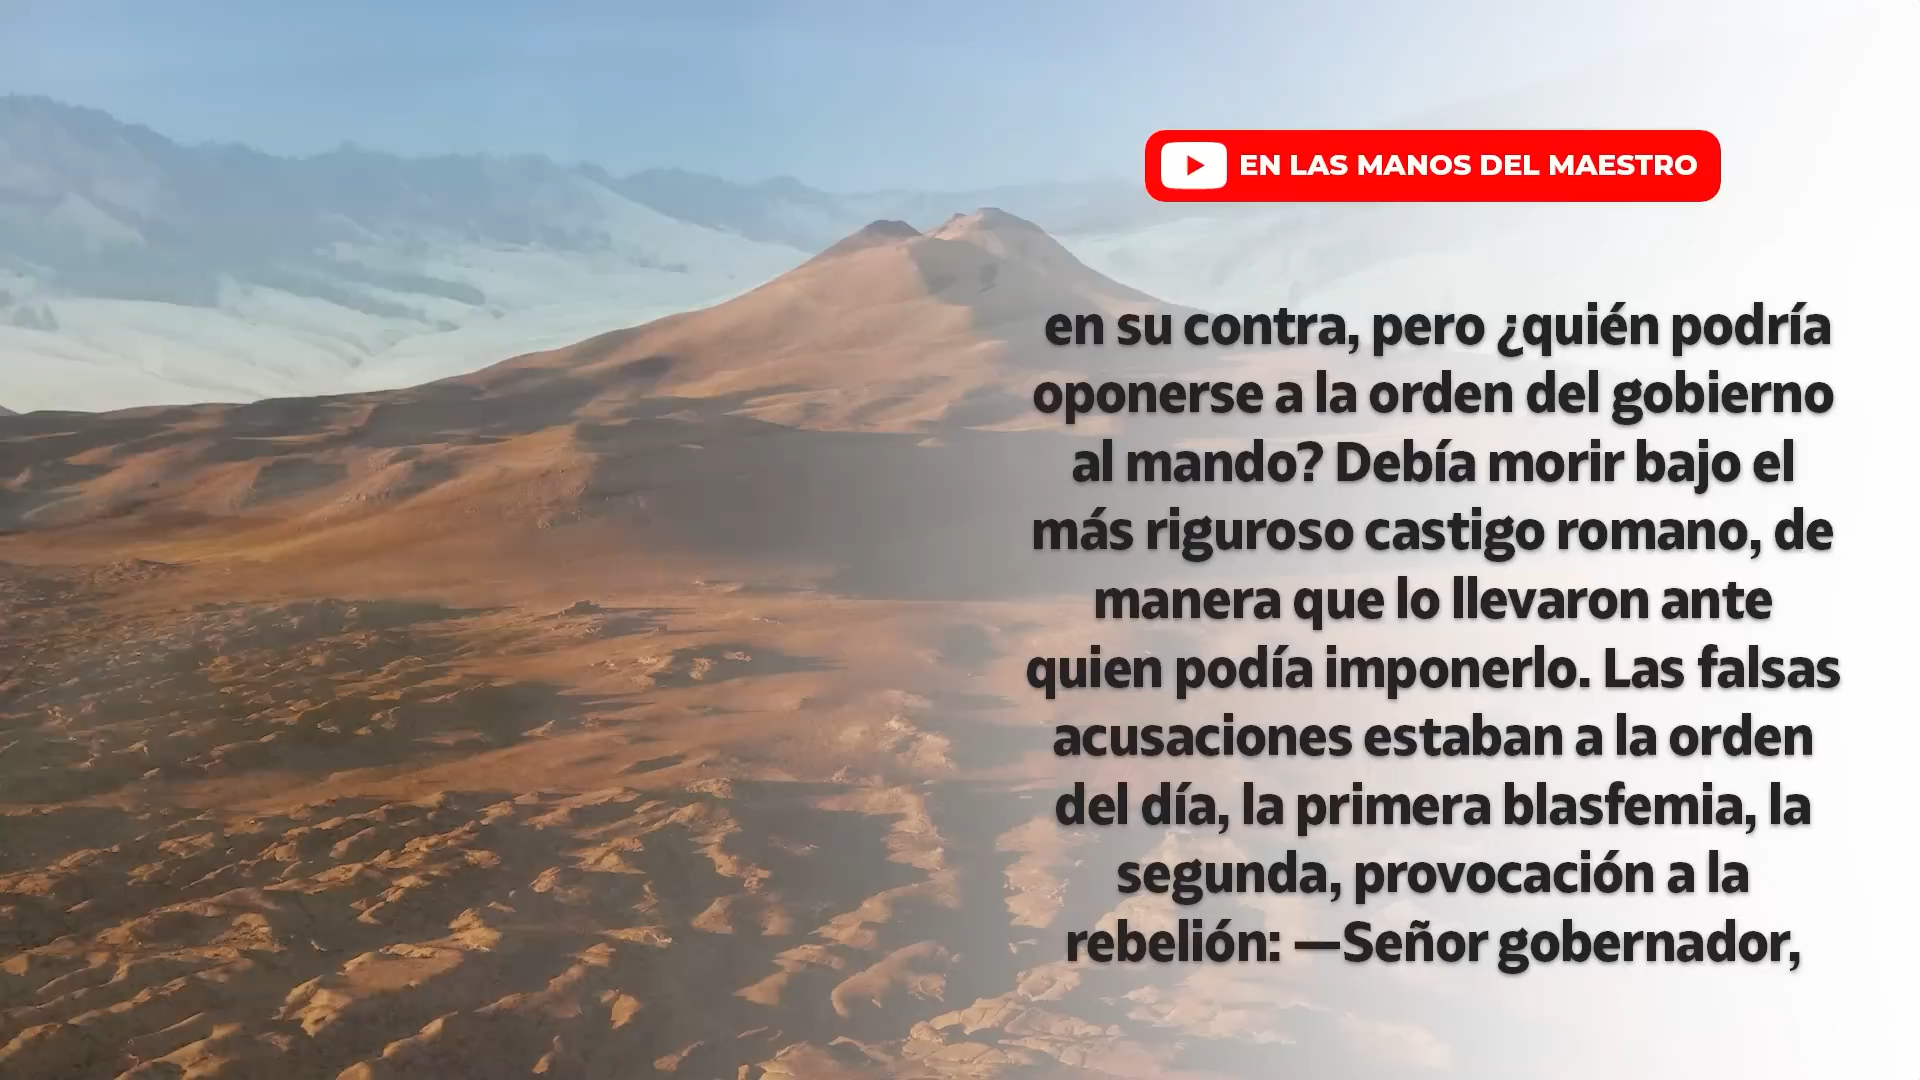 EN LAS MANOS DEL MAESTRO
en su contra, pero ¿quién podría
oponerse a la orden del gobierno
al mando? Debía morir bajo el
más riguroso castigo romano, de
manera que lo llevaron ante
quien podía imponerlo. Las falsas
acusaciones estaban a la orden
del día, la primera blasfemia, la
segunda, provocación a la
rebelión: —Señor gobernador,